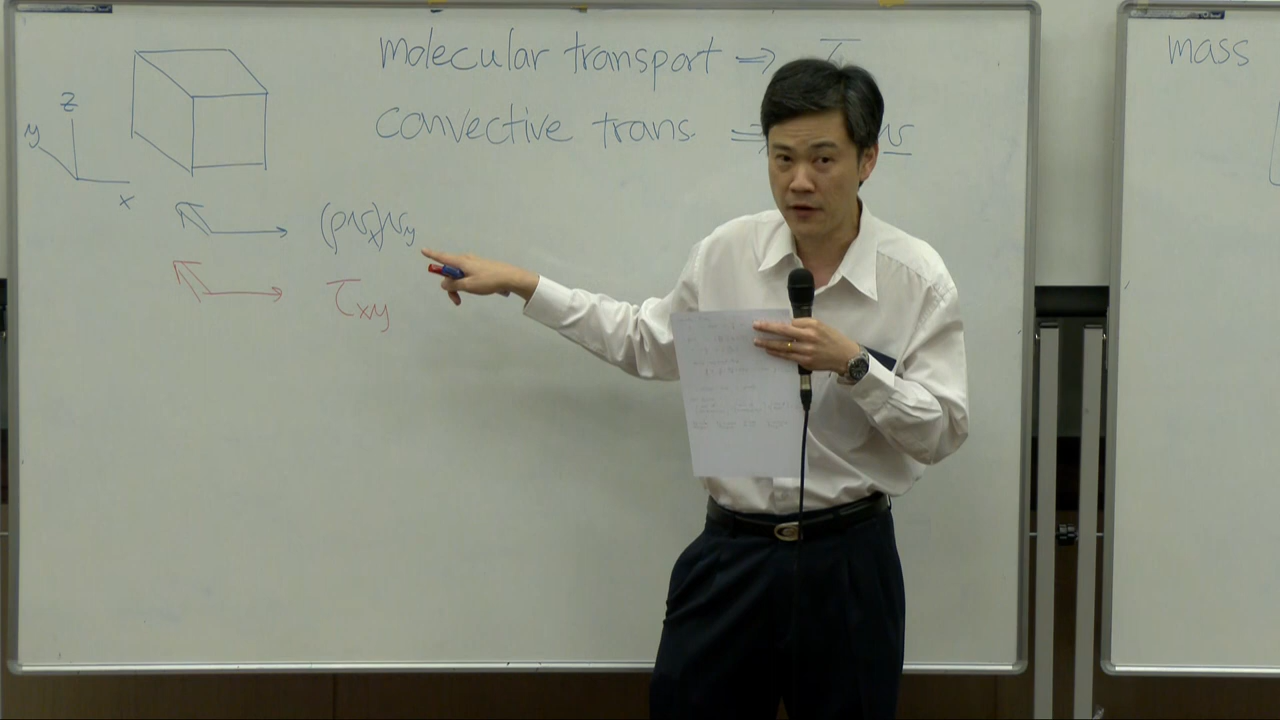 molecular transport ⇒ τ
convective trans. ⇒
z
y
x
(ρv_x)v_y
τ_xy
mass